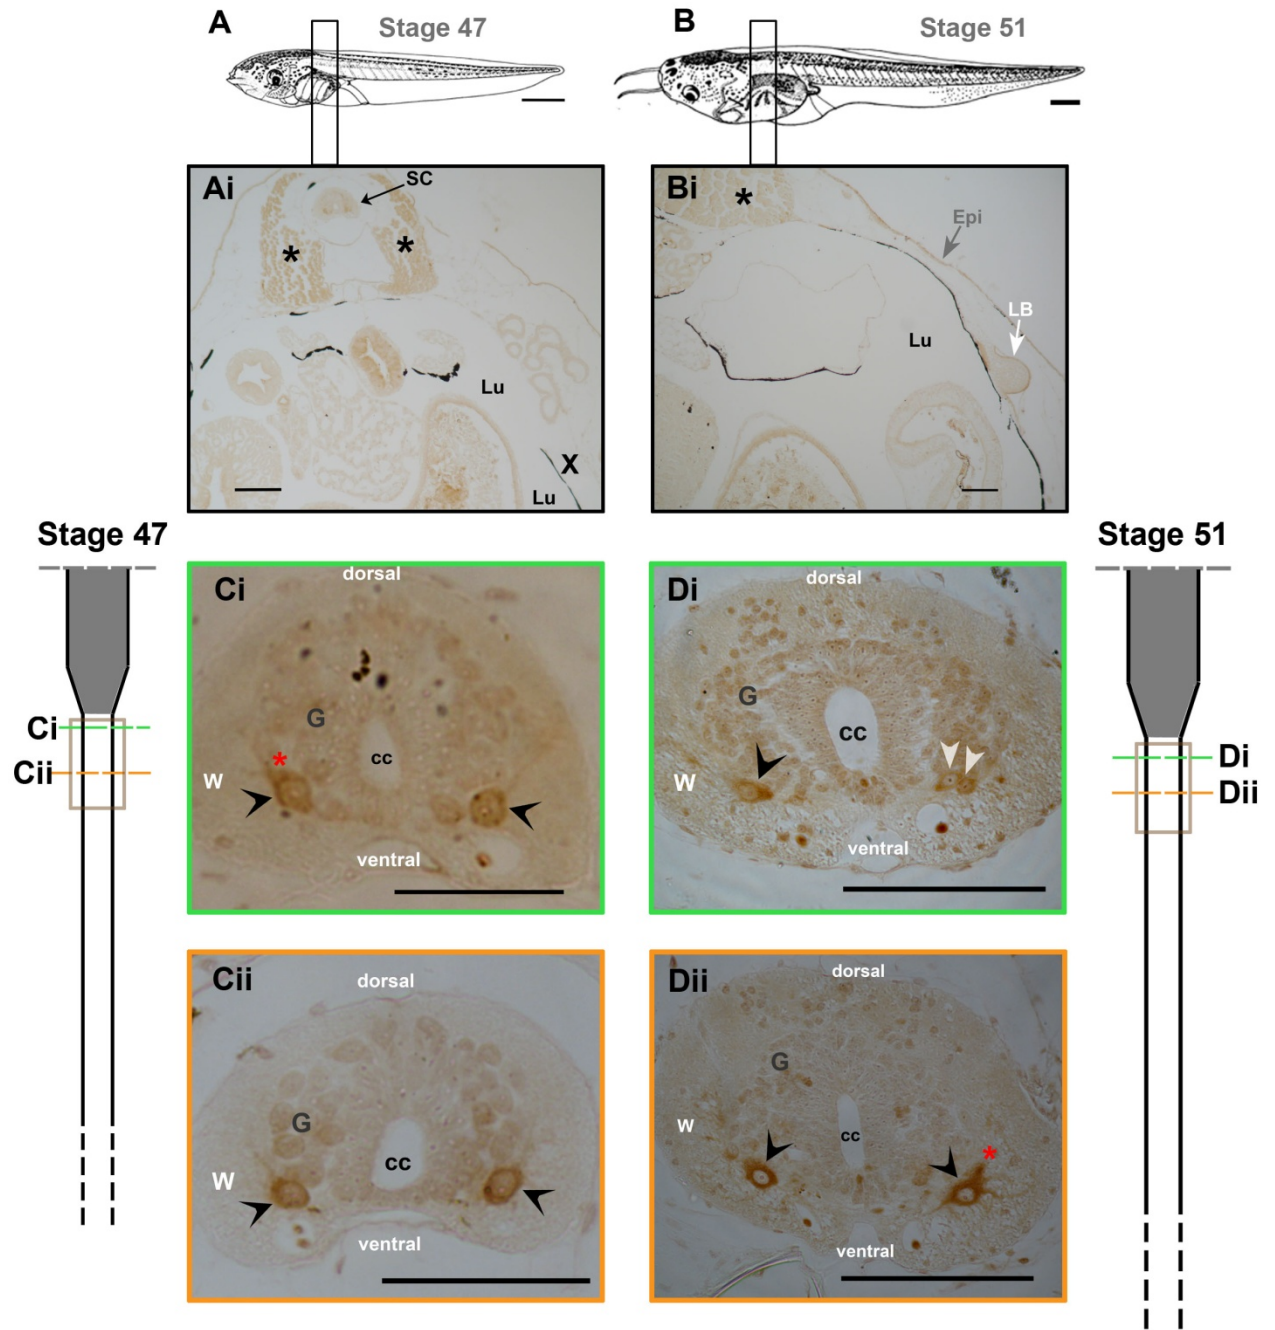 A
Stage 47
B
Stage 51
Ai
SC
*
*
Lu
X
Lu
Bi
*
Epi
LB
Lu
Stage 47
Ci
Cii
Stage 51
Di
Dii
Ci
dorsal
G
*
W
cc
ventral
Di
dorsal
G
cc
W
ventral
Cii
dorsal
G
W
cc
ventral
Dii
dorsal
G
W
cc
*
ventral